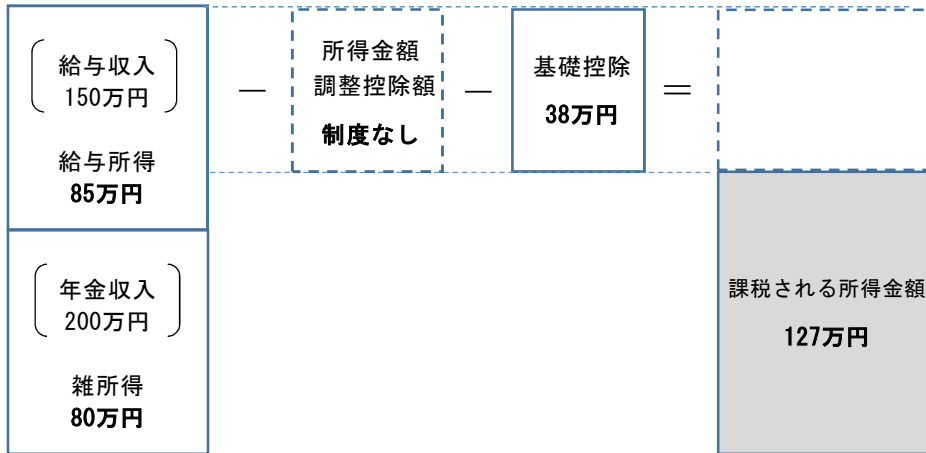 給与収入
150万円
給与所得
85万円
年金収入
200万円
雑所得
80万円
－
所得金額
調整控除額
制度なし
－
基礎控除
38万円
＝
課税される所得金額
127万円